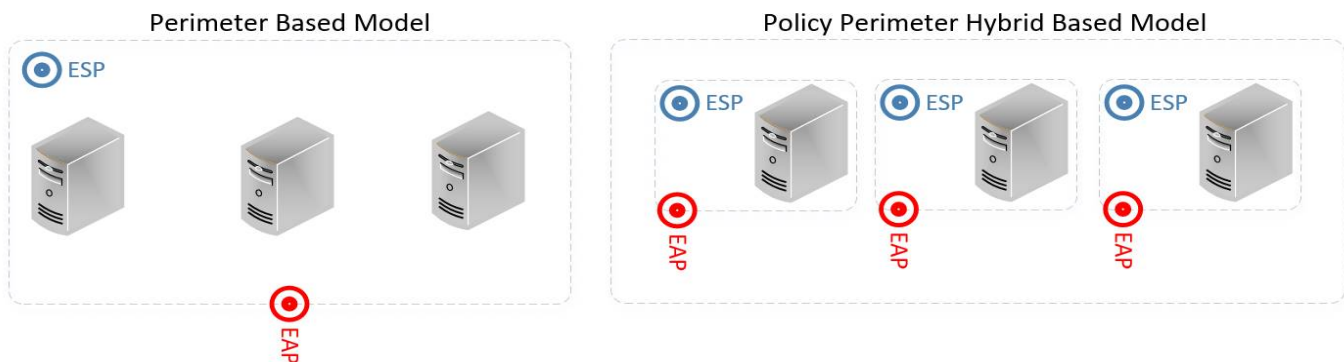 Perimeter Based Model
ESP
EAP
Policy Perimeter Hybrid Based Model
ESP
ESP
ESP
EAP
EAP
EAP